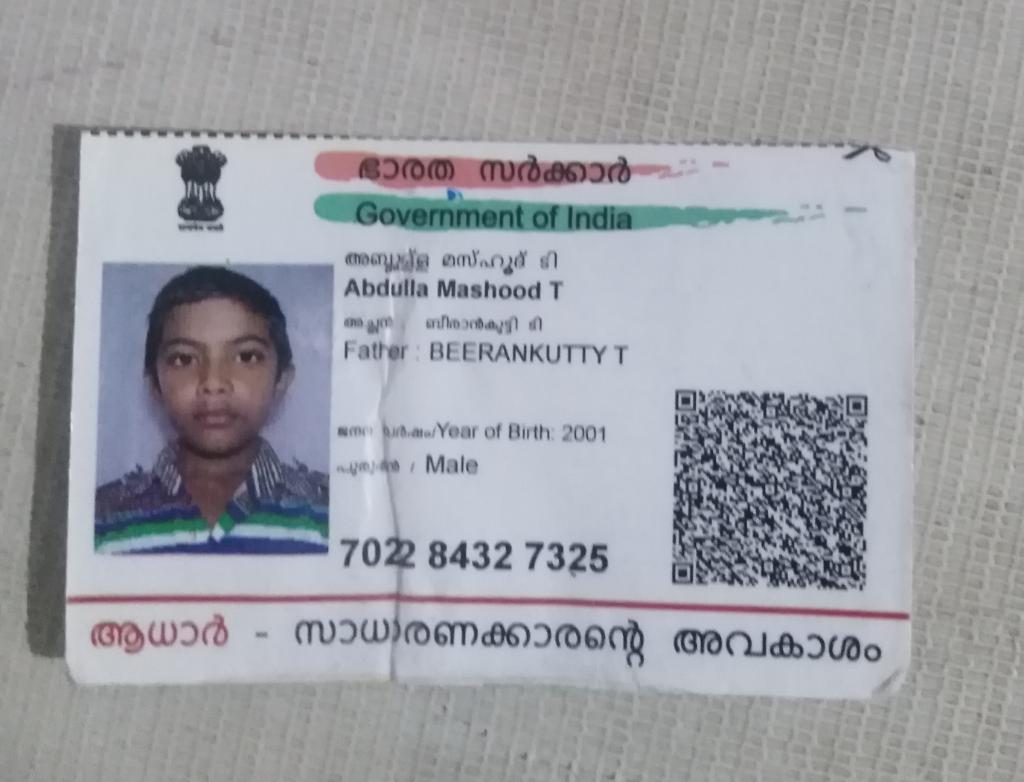 ഭാരത സർക്കാർ
Government of India
അബ്ദുള്ള മസ്ഹൂദ് ടി
Abdulla Mashood T
അച്ഛൻ : ബീരാൻകുട്ടി ടി
Father : BEERANKUTTY T
ജനന വർഷം/Year of Birth: 2001
പുരുഷൻ / Male
7022 8432 7325
ആധാർ - സാധാരണക്കാരന്റെ അവകാശം